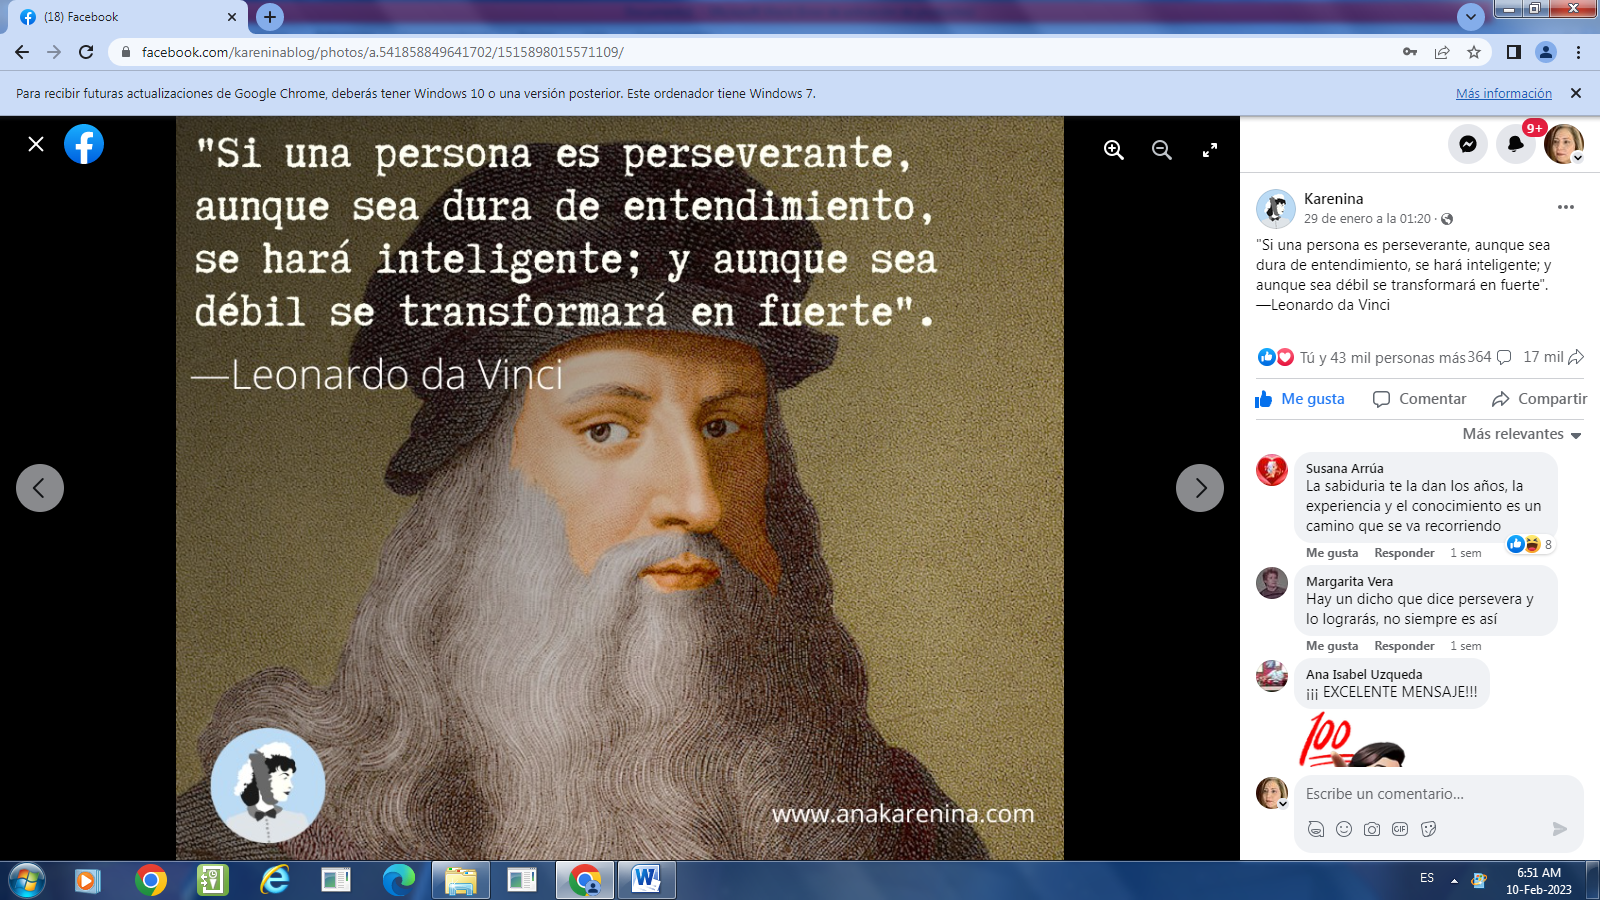 (18) Facebook
facebook.com/kareninablog/photos/a.541858849641702/1515898015571109/
Para recibir futuras actualizaciones de Google Chrome, deberás tener Windows 10 o una versión posterior. Este ordenador tiene Windows 7.
Más información
"Si una persona es perseverante,
aunque sea dura de entendimiento,
se hará inteligente; y aunque sea
débil se transformará en fuerte".
—Leonardo da Vinci
www.anakarenina.com
9+
Karenina
29 de enero a la 01:20 ·
"Si una persona es perseverante, aunque sea
dura de entendimiento, se hará inteligente; y
aunque sea débil se transformará en fuerte".
—Leonardo da Vinci
Tú y 43 mil personas más 364 17 mil
Me gusta Comentar Compartir
Más relevantes
Susana Arrúa
La sabiduria te la dan los años, la
experiencia y el conocimiento es un
camino que se va recorriendo
8
Me gusta Responder 1 sem
Margarita Vera
Hay un dicho que dice persevera y
lo lograrás, no siempre es así
Me gusta Responder 1 sem
Ana Isabel Uzqueda
¡¡¡ EXCELENTE MENSAJE!!!
100
Escribe un comentario...
GIF
ES
6:51 AM
10-Feb-2023